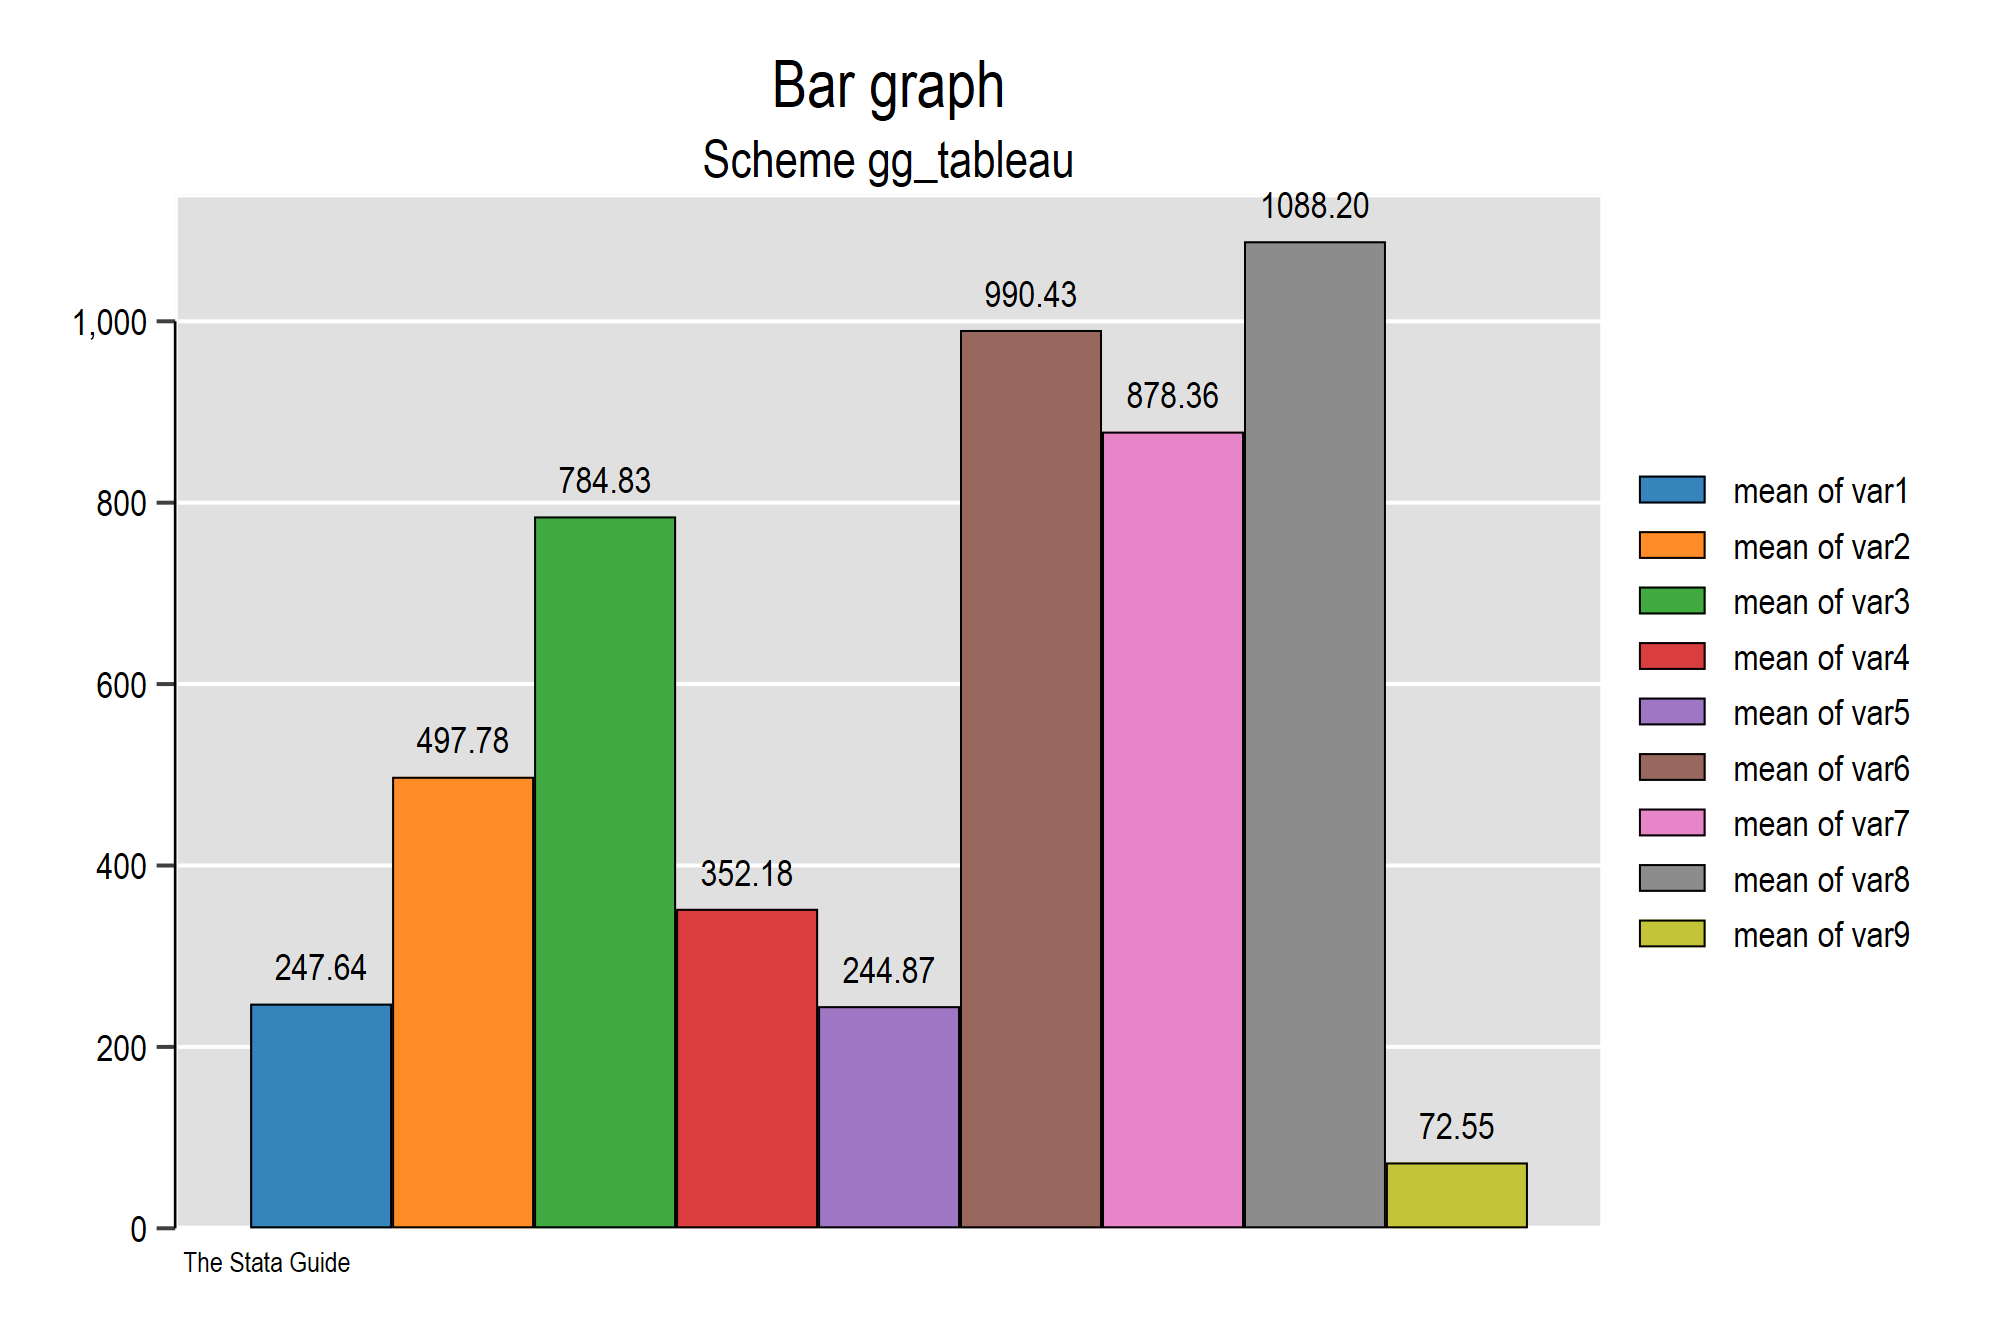 Bar graph
Scheme gg_tableau
1088.20
990.43
878.36
784.83
497.78
352.18
247.64
244.87
72.55
1,000
800
600
400
200
0
mean of var1
mean of var2
mean of var3
mean of var4
mean of var5
mean of var6
mean of var7
mean of var8
mean of var9
The Stata Guide